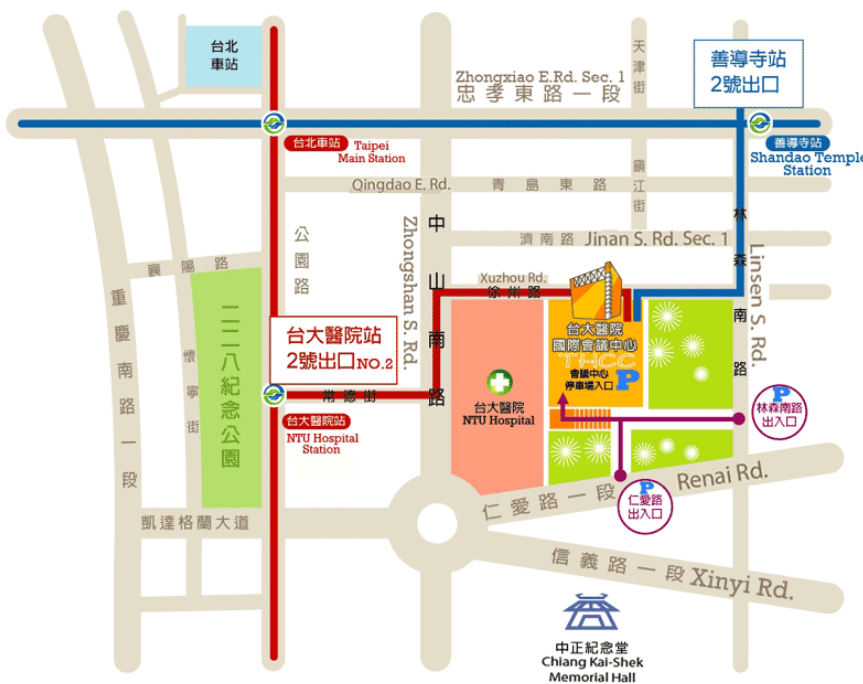 台北
車站
天津街
善導寺站
2號出口
Zhongxiao E.Rd. Sec. 1
忠孝東路一段
台北車站
Taipei
Main Station
善導寺站
Shandao Temple
Station
Qingdao E. Rd.
青島東路
鎮江街
林森南路
Linsen S. Rd.
公園路
中山南路
Zhongshan S. Rd.
濟南路
Jinan S. Rd. Sec. 1
襄陽路
Xuzhou Rd.
徐州路
重慶南路一段
懷寧街
二二八紀念公園
台大醫院站
2號出口NO.2
台大醫院
國際會議中心
THCC
會議中心
停車場入口
P
常德街
台大醫院
NTU Hospital
台大醫院站
NTU Hospital
Station
P
林森南路
出入口
P
仁愛路
出入口
仁愛路一段
Renai Rd.
凱達格蘭大道
信義路一段
Xinyi Rd.
中正紀念堂
Chiang Kai-Shek
Memorial Hall